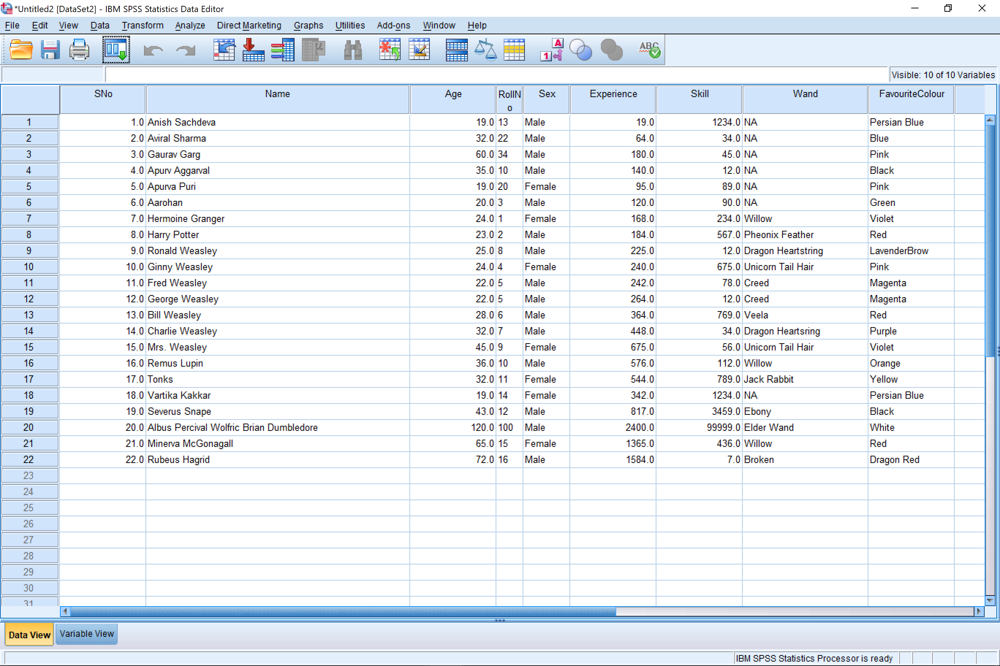 *Untitled2 [DataSet2] - IBM SPSS Statistics Data Editor
File Edit View Data Transform Analyze Direct Marketing Graphs Utilities Add-ons Window Help
A
1
μ
ABC
Visible: 10 of 10 Variables
SNo Name Age RollNo Sex Experience Skill Wand FavouriteColour
1 1.0 Anish Sachdeva 19.0 13 Male 19.0 1234.0 NA Persian Blue
2 2.0 Aviral Sharma 32.0 22 Male 64.0 34.0 NA Blue
3 3.0 Gaurav Garg 60.0 34 Male 180.0 45.0 NA Pink
4 4.0 Apurv Aggarval 35.0 10 Male 140.0 12.0 NA Black
5 5.0 Apurva Puri 19.0 20 Female 95.0 89.0 NA Pink
6 6.0 Aarohan 20.0 3 Male 120.0 90.0 NA Green
7 7.0 Hermoine Granger 24.0 1 Female 168.0 234.0 Willow Violet
8 8.0 Harry Potter 23.0 2 Male 184.0 567.0 Pheonix Feather Red
9 9.0 Ronald Weasley 25.0 8 Male 225.0 12.0 Dragon Heartstring LavenderBrow
10 10.0 Ginny Weasley 24.0 4 Female 240.0 675.0 Unicorn Tail Hair Pink
11 11.0 Fred Weasley 22.0 5 Male 242.0 78.0 Creed Magenta
12 12.0 George Weasley 22.0 5 Male 264.0 12.0 Creed Magenta
13 13.0 Bill Weasley 28.0 6 Male 364.0 769.0 Veela Red
14 14.0 Charlie Weasley 32.0 7 Male 448.0 34.0 Dragon Heartsring Purple
15 15.0 Mrs. Weasley 45.0 9 Female 675.0 56.0 Unicorn Tail Hair Violet
16 16.0 Remus Lupin 36.0 10 Male 576.0 112.0 Willow Orange
17 17.0 Tonks 32.0 11 Female 544.0 789.0 Jack Rabbit Yellow
18 18.0 Vartika Kakkar 19.0 14 Female 342.0 1234.0 NA Persian Blue
19 19.0 Severus Snape 43.0 12 Male 817.0 3459.0 Ebony Black
20 20.0 Albus Percival Wolfric Brian Dumbledore 120.0 100 Male 2400.0 99999.0 Elder Wand White
21 21.0 Minerva McGonagall 65.0 15 Female 1365.0 436.0 Willow Red
22 22.0 Rubeus Hagrid 72.0 16 Male 1584.0 7.0 Broken Dragon Red
23
24
25
26
27
28
29
30
31
Data View Variable View
IBM SPSS Statistics Processor is ready